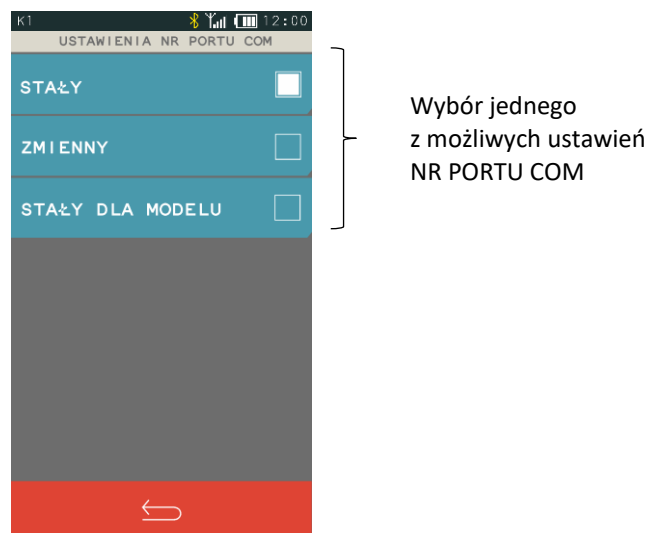 K1 12:00
USTAWIENIA NR PORTU COM
STAŁY
ZMIENNY
STAŁY DLA MODELU
Wybór jednego
z możliwych ustawień
NR PORTU COM